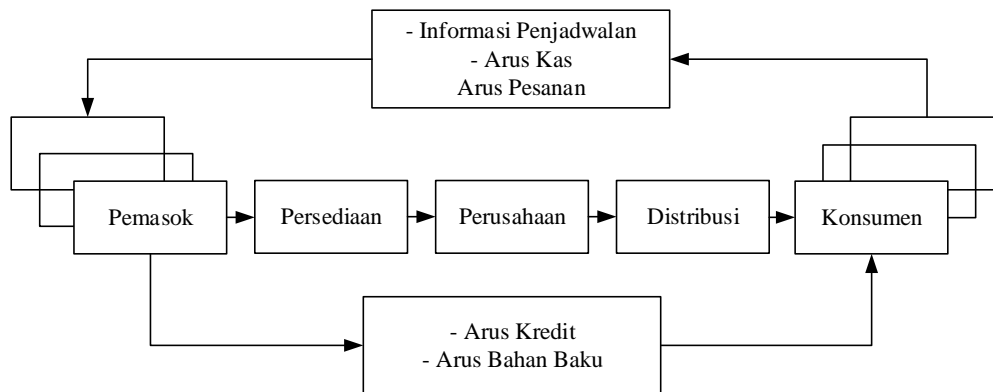 - Informasi Penjadwalan
- Arus Kas
Arus Pesanan
Pemasok
Persediaan
Perusahaan
Distribusi
Konsumen
- Arus Kredit
- Arus Bahan Baku